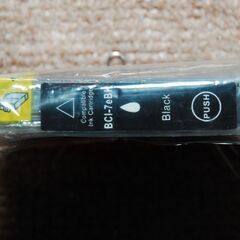 Compatible
Ink Cartridge
BCI-7eBK
Black
PUSH